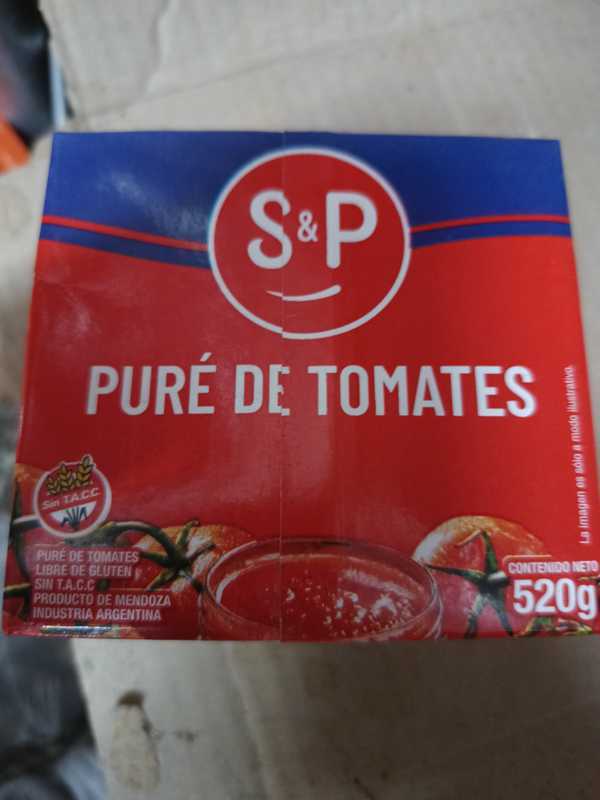 S&P
PURÉ DE TOMATES
La imagen es sólo a modo ilustrativo.
Sin T.A.C.C.
PURÉ DE TOMATES
LIBRE DE GLUTEN
SIN T.A.C.C
PRODUCTO DE MENDOZA
INDUSTRIA ARGENTINA
CONTENIDO NETO
520g